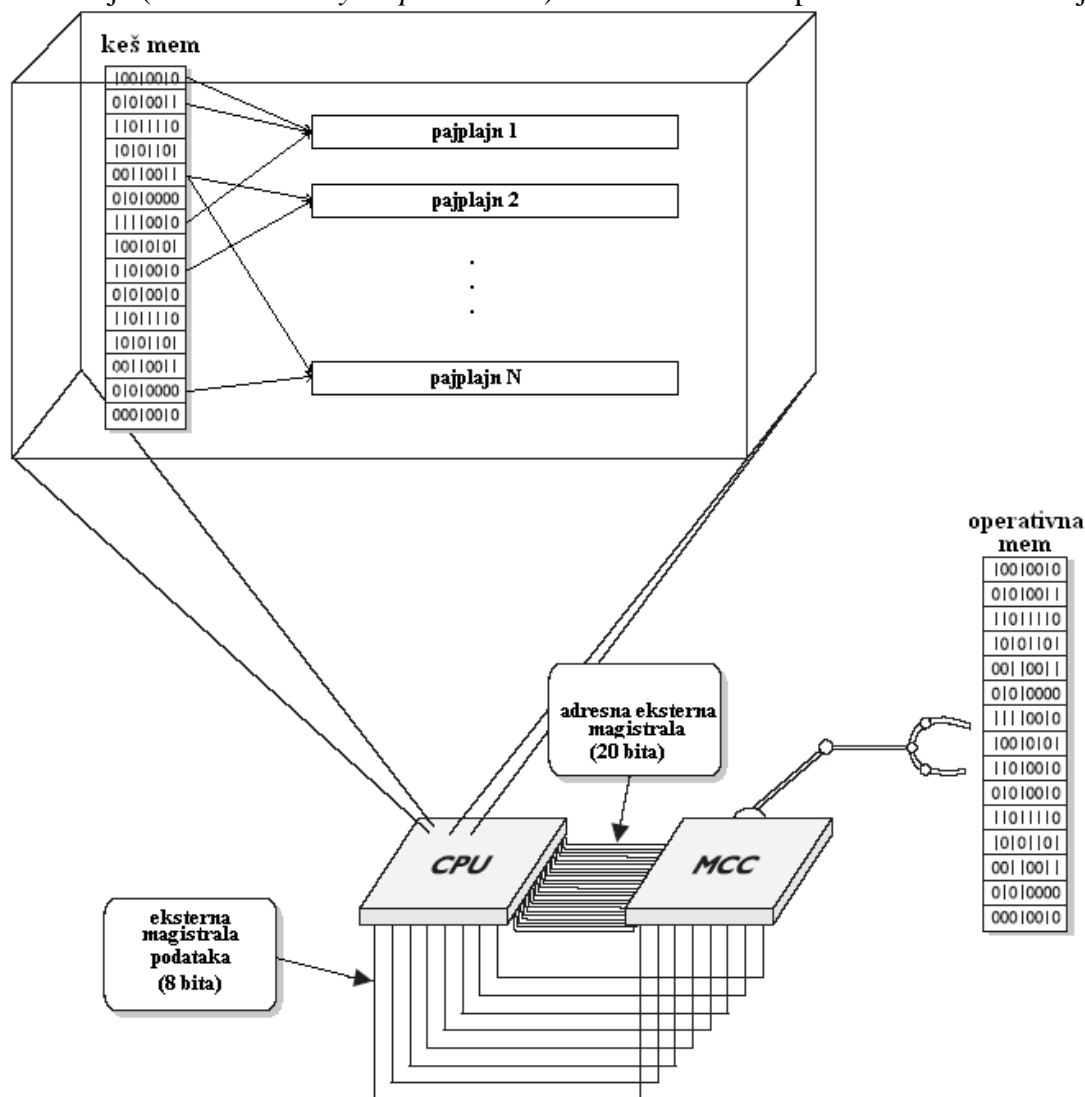 keš mem
10010010
01010011
11011110
10101101
00110011
01010000
11110010
10010101
11010010
01010010
11011110
10101101
00110011
01010000
00010010
pajplajn 1
pajplajn 2
pajplajn N
operativna
mem
10010010
01010011
11011110
10101101
00110011
01010000
11110010
10010101
11010010
01010010
11011110
10101101
00110011
01010000
00010010
adresna eksterna
magistrala
(20 bita)
CPU
MCC
eksterna
magistrala
podataka
(8 bita)